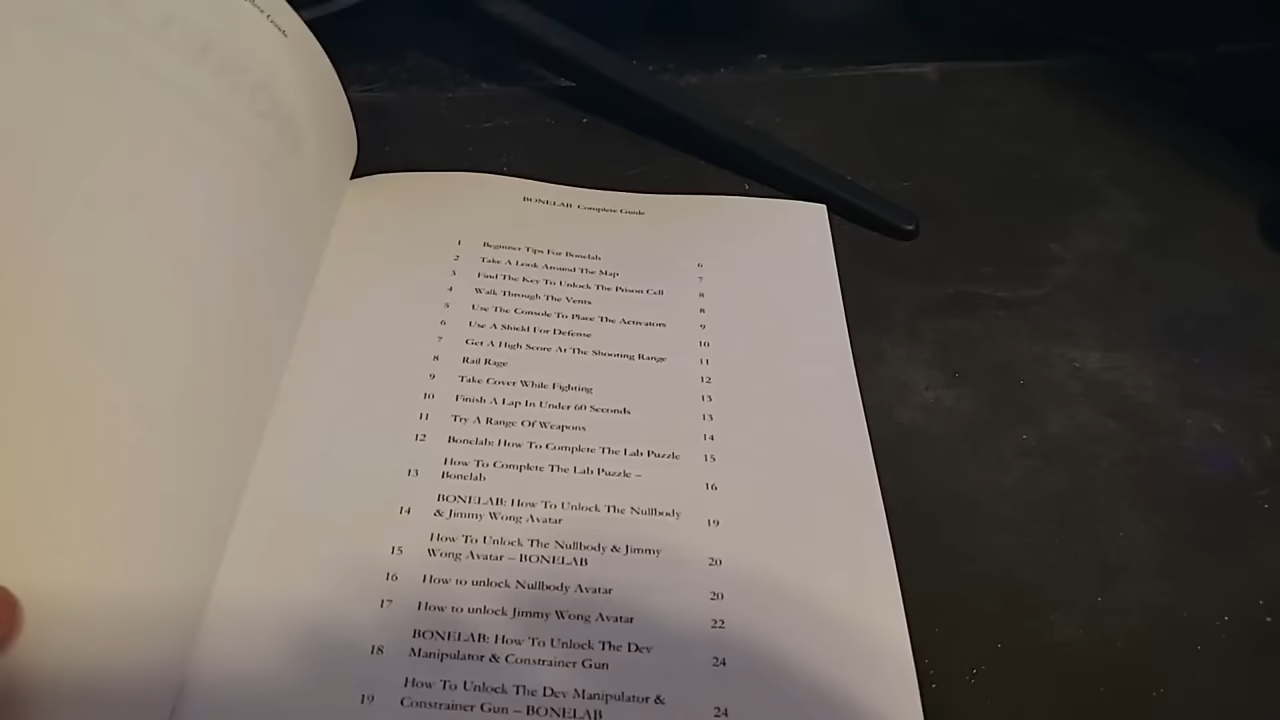 Guide
BONELAB Complete Guide
1 Beginner Tips For Bonelab 6
2 Take A Look Around The Map 7
3 Find The Key To Unlock The Prison Cell 8
4 Walk Through The Vents 8
5 Use The Console To Place The Activators 9
6 Use A Shield For Defense 10
7 Get A High Score At The Shooting Range 11
8 Rail Rage 12
9 Take Cover While Fighting 13
10 Finish A Lap In Under 60 Seconds 13
11 Try A Range Of Weapons 14
12 Bonelab: How To Complete The Lab Puzzle 15
How To Complete The Lab Puzzle –
13 Bonelab 16
BONELAB: How To Unlock The Nullbody
14 & Jimmy Wong Avatar 19
How To Unlock The Nullbody & Jimmy
15 Wong Avatar – BONELAB 20
16 How to unlock Nullbody Avatar 20
17 How to unlock Jimmy Wong Avatar 22
BONELAB: How To Unlock The Dev
18 Manipulator & Constrainer Gun 24
How To Unlock The Dev Manipulator &
19 Constrainer Gun – BONELAB 24